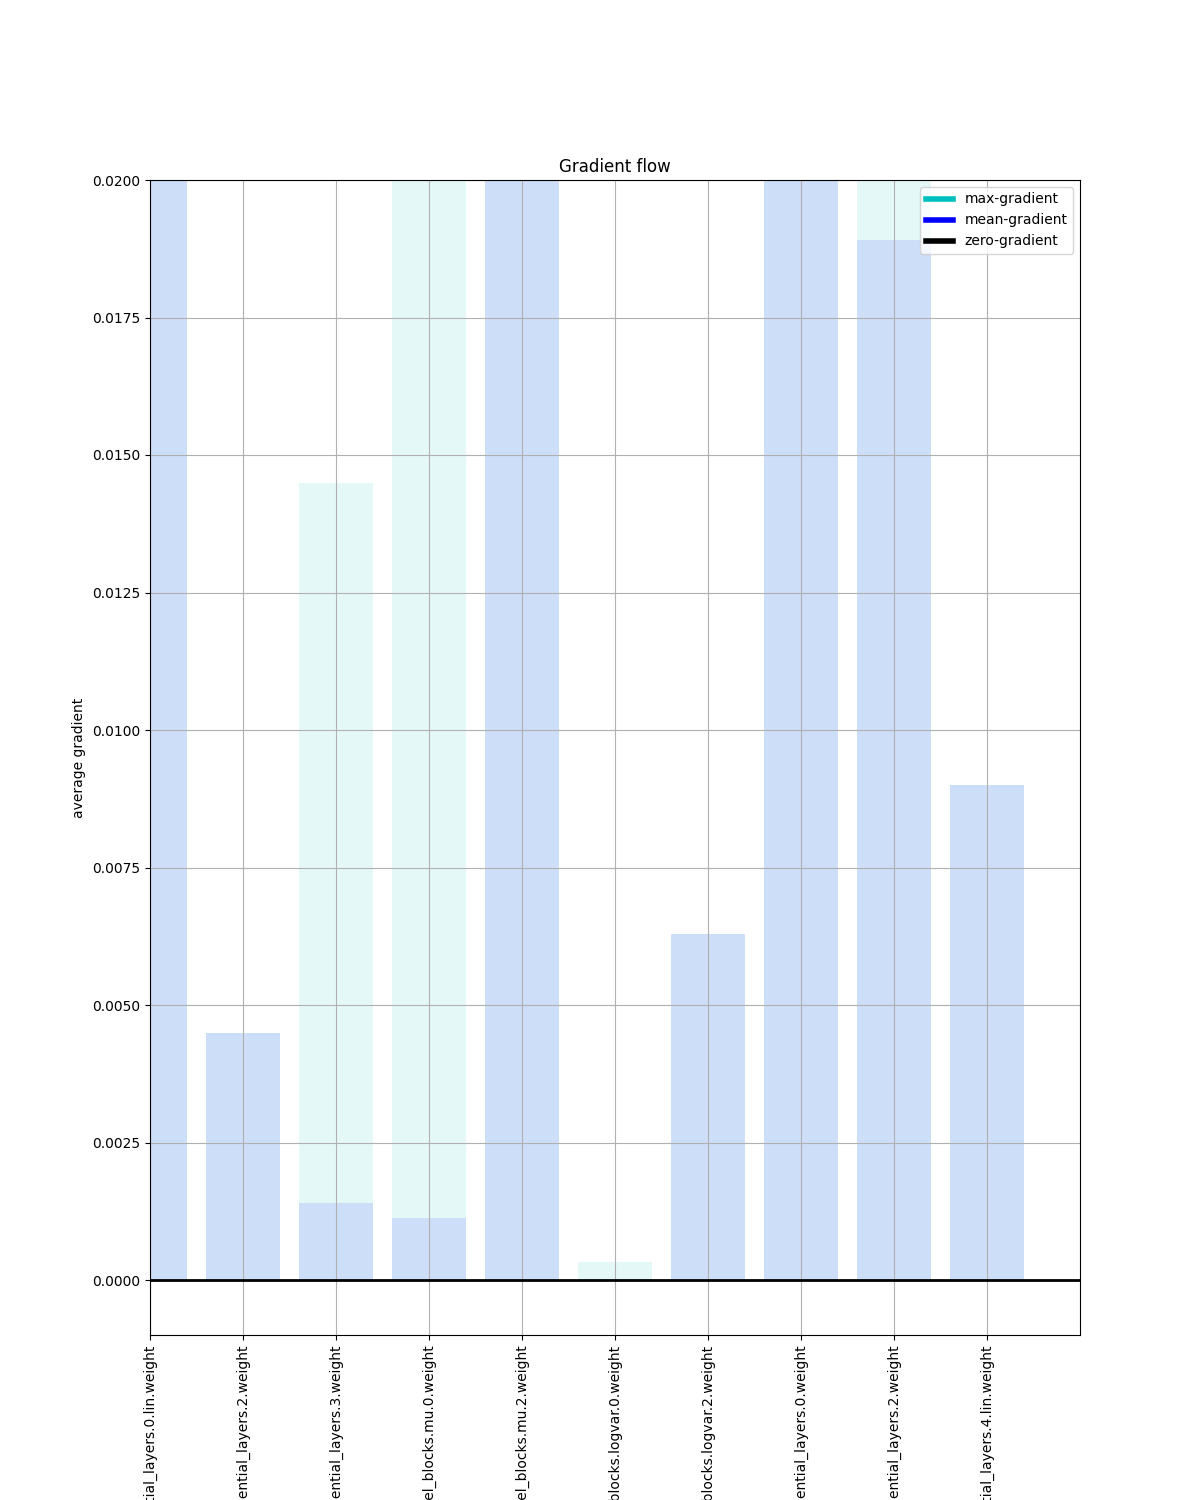 Gradient flow
max-gradient
mean-gradient
zero-gradient
average gradient
0.0200
0.0175
0.0150
0.0125
0.0100
0.0075
0.0050
0.0025
0.0000
tial_layers.0.lin.weight
ential_layers.2.weight
ential_layers.3.weight
el_blocks.mu.0.weight
el_blocks.mu.2.weight
blocks.logvar.0.weight
blocks.logvar.2.weight
ential_layers.0.weight
ential_layers.2.weight
tial_layers.4.lin.weight